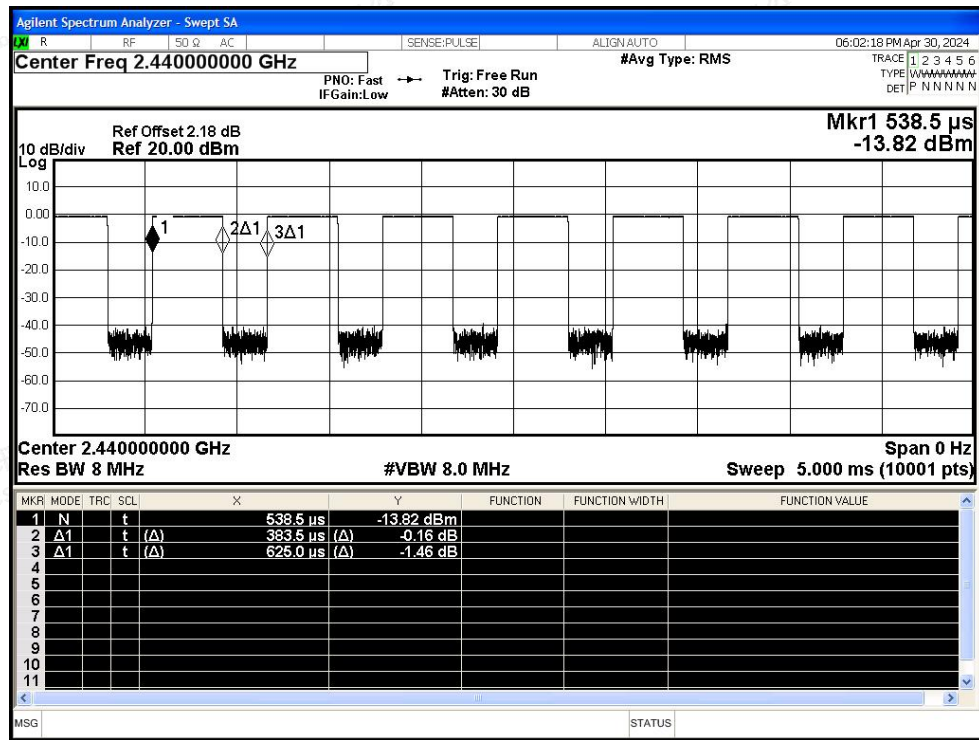 Agilent Spectrum Analyzer - Swept SA
LXI R RF 50 Ω AC SENSE:PULSE ALIGN AUTO 06:02:18 PM Apr 30, 2024
Center Freq 2.440000000 GHz #Avg Type: RMS TRACE 1 2 3 4 5 6
PNO: Fast Trig: Free Run TYPE WWWWWW
IFGain:Low #Atten: 30 dB DET P N N N N N
Mkr1 538.5 µs
Ref Offset 2.18 dB
10 dB/div Ref 20.00 dBm -13.82 dBm
Log
10.0
0.00
1 2Δ1 3Δ1
-10.0
-20.0
-30.0
-40.0
-50.0
-60.0
-70.0
Center 2.440000000 GHz Span 0 Hz
Res BW 8 MHz #VBW 8.0 MHz Sweep 5.000 ms (10001 pts)
MKR MODE TRC SCL X Y FUNCTION FUNCTION WIDTH FUNCTION VALUE
1 N t 538.5 µs -13.82 dBm
2 Δ1 t (Δ) 383.5 µs (Δ) -0.16 dB
3 Δ1 t (Δ) 625.0 µs (Δ) -1.46 dB
4
5
6
7
8
9
10
11
MSG STATUS